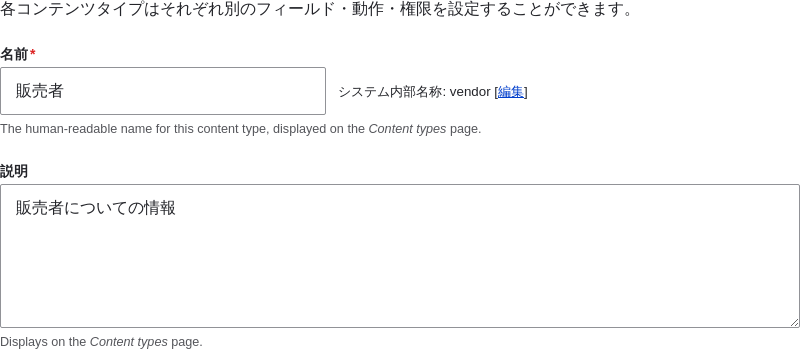 各コンテンツタイプはそれぞれ別のフィールド・動作・権限を設定することができます。
名前*
販売者
システム内部名称: vendor [編集]
The human-readable name for this content type, displayed on the Content types page.
説明
販売者についての情報
Displays on the Content types page.